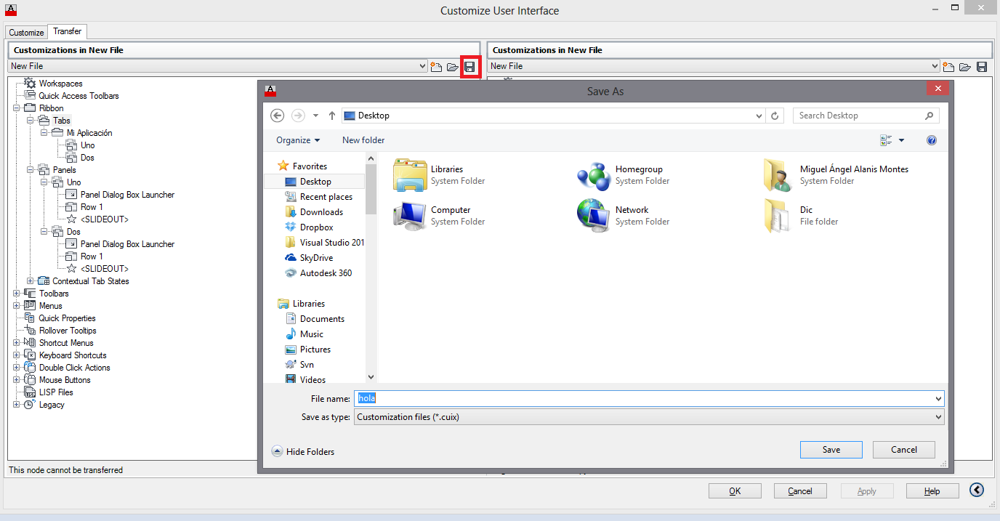 Customize User Interface
Customize
Transfer
Customizations in New File
Customizations in New File
New File
New File
Workspaces
Quick Access Toolbars
Ribbon
Tabs
Mi Aplicación
Uno
Dos
Panels
Uno
Panel Dialog Box Launcher
Row 1
<SLIDEOUT>
Dos
Panel Dialog Box Launcher
Row 1
<SLIDEOUT>
Contextual Tab States
Toolbars
Menus
Quick Properties
Rollover Tooltips
Shortcut Menus
Keyboard Shortcuts
Double Click Actions
Mouse Buttons
LISP Files
Legacy
This node cannot be transferred
Save As
Desktop
Search Desktop
Organize
New folder
Favorites
Desktop
Recent places
Downloads
Dropbox
Visual Studio 201
SkyDrive
Autodesk 360
Libraries
Documents
Music
Pictures
Svn
Videos
Libraries
System Folder
Homegroup
System Folder
Miguel Ángel Alanis Montes
System Folder
Computer
System Folder
Network
System Folder
Dic
File folder
File name: hola
Save as type: Customization files (*.cuix)
Hide Folders
Save
Cancel
OK
Cancel
Apply
Help